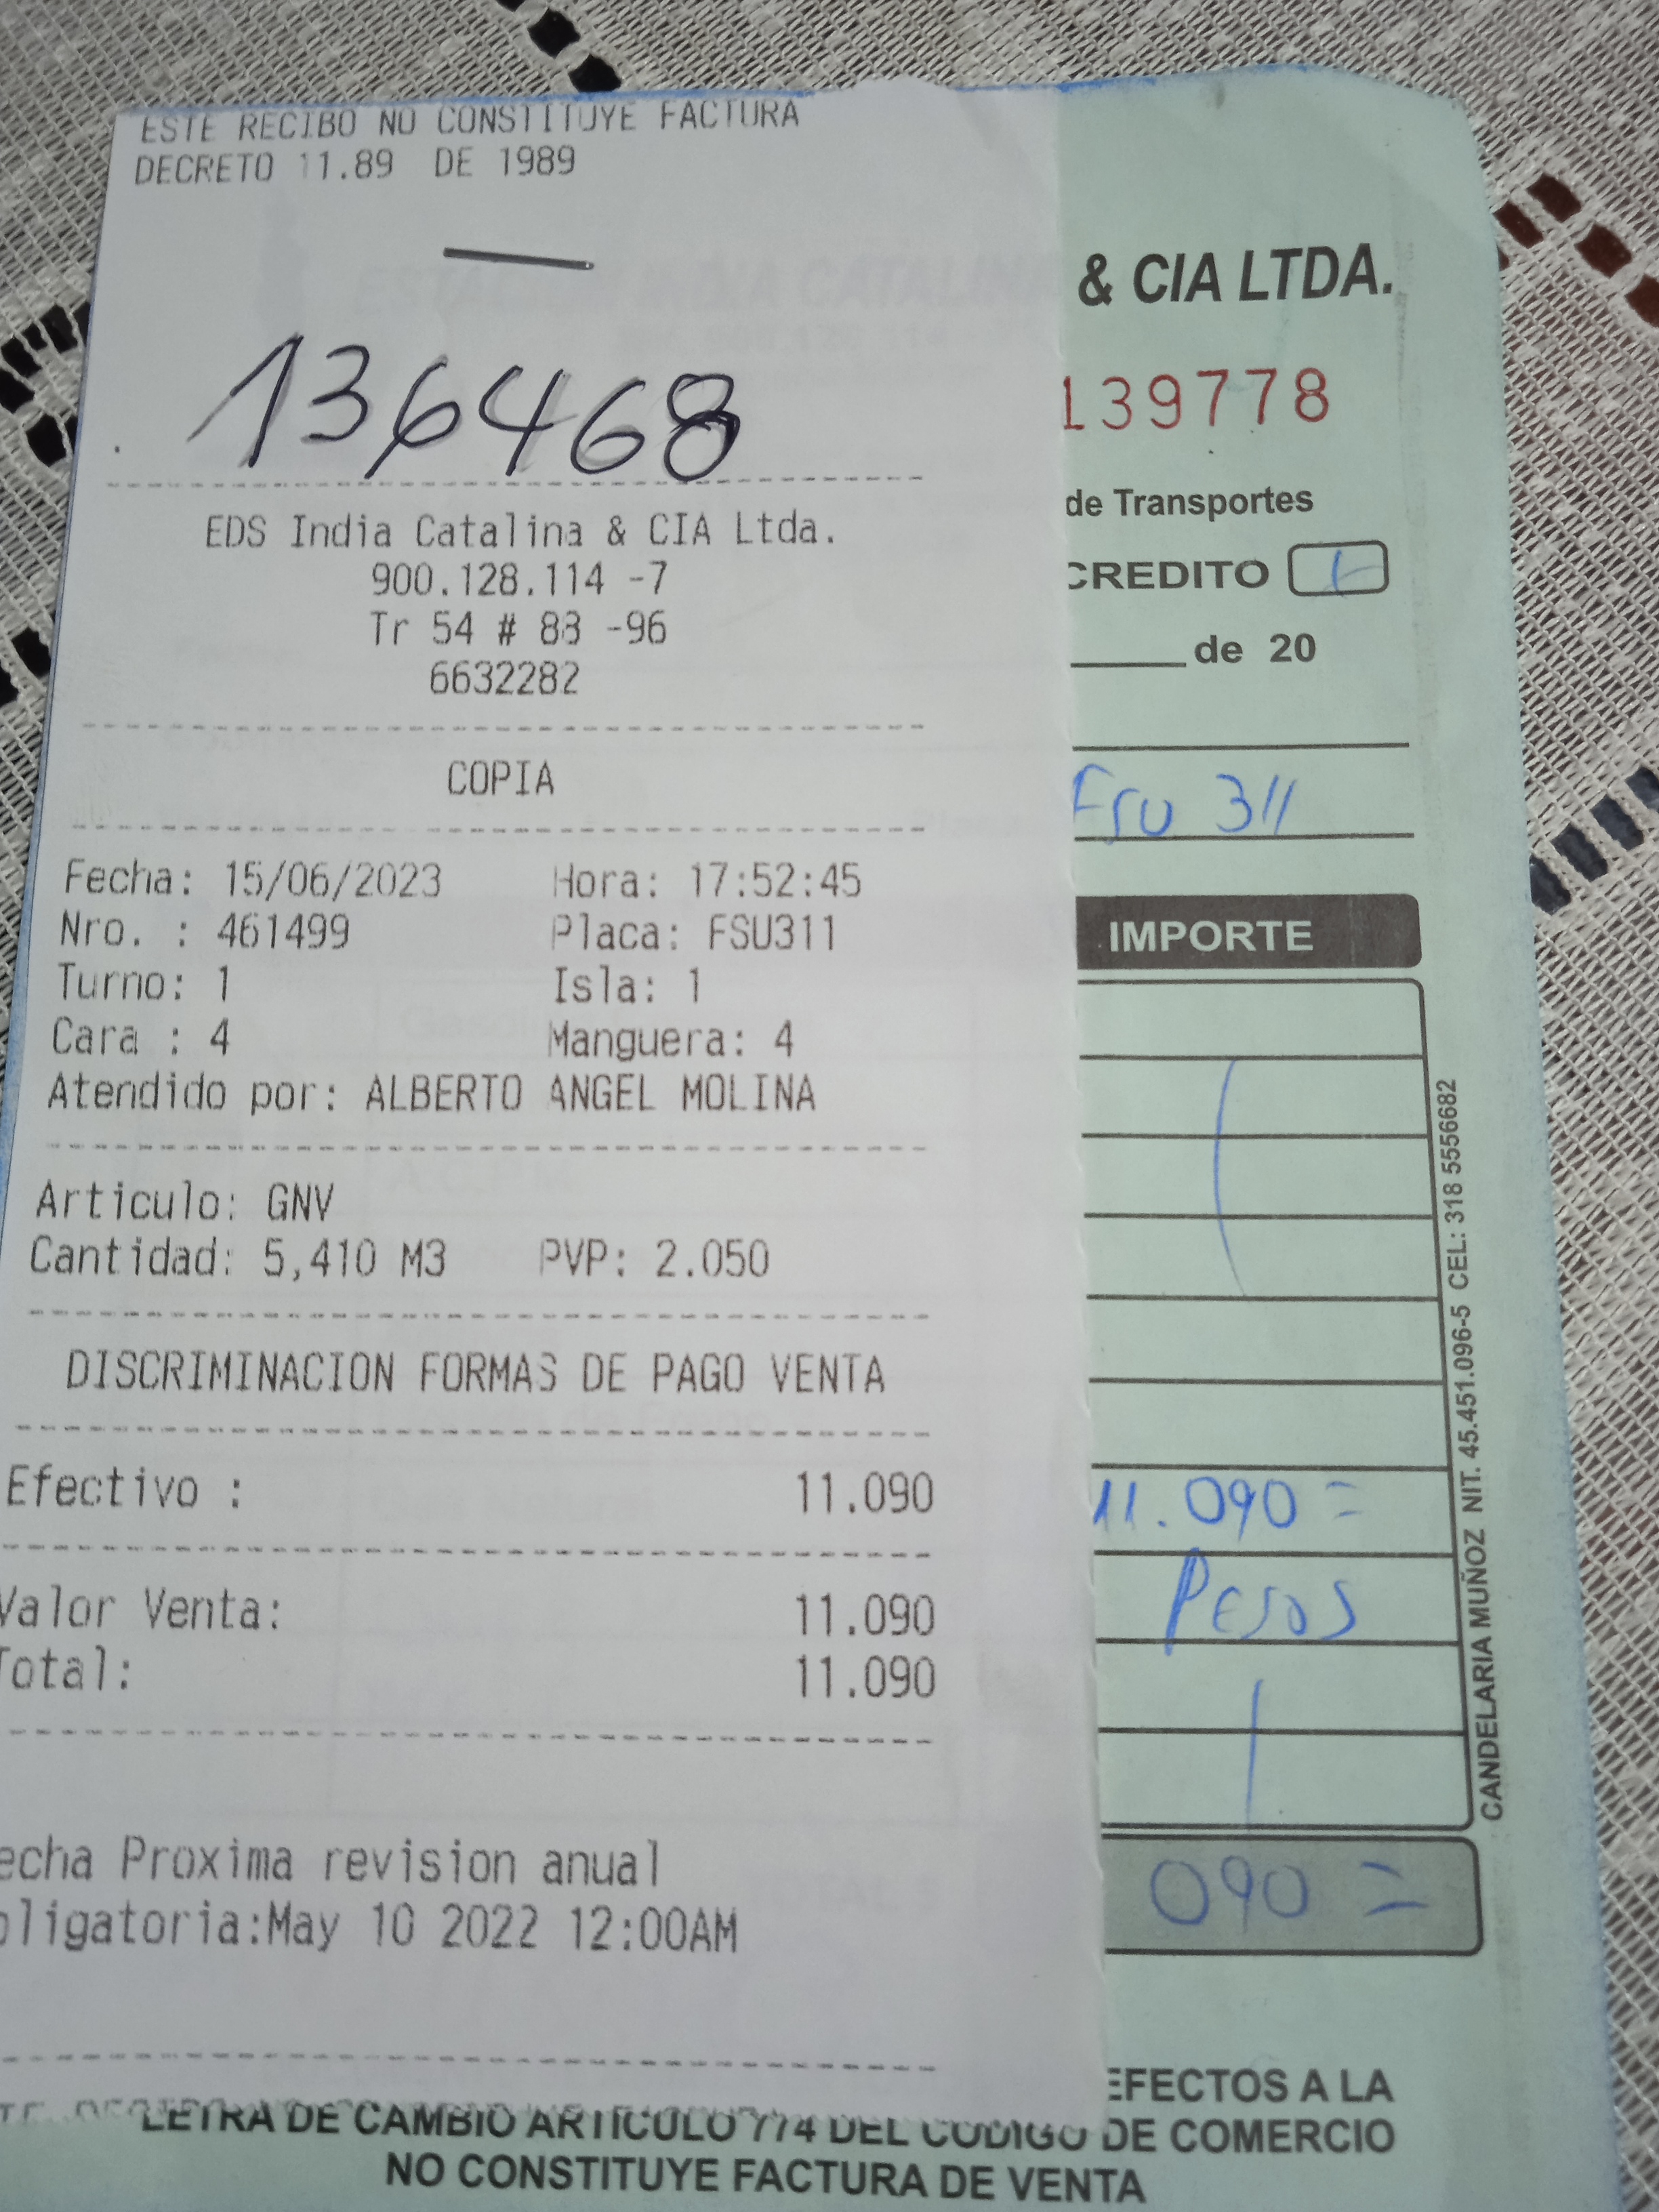 ESTE RECIBO NO CONSTITUYE FACTURA
DECRETO 11.89 DE 1989
136468
EDS India Catalina & CIA Ltda.
900.128.114 -7
Tr 54 # 83 -96
6632282
COPIA
Fecha: 15/06/2023 Hora: 17:52:45
Nro. : 461499 Placa: FSU311
Turno: 1 Isla: 1
Cara : 4 Manguera: 4
Atendido por: ALBERTO ANGEL MOLINA
Articulo: GNV
Cantidad: 5,410 M3 PVP: 2.050
DISCRIMINACION FORMAS DE PAGO VENTA
Efectivo : 11.090
Valor Venta: 11.090
Total: 11.090
echa Proxima revision anual
bligatoria:May 10 2022 12:00AM
& CIA LTDA.
139778
de Transportes
CREDITO
de 20
FSU 311
IMPORTE
11.090=
Pesos
090=
EFECTOS A LA
LETRA DE CAMBIO ARTICULO 774 DEL CODIGO DE COMERCIO
NO CONSTITUYE FACTURA DE VENTA
CANDELARIA MUÑOZ NIT. 45.451.096-5 CEL: 318 5556682